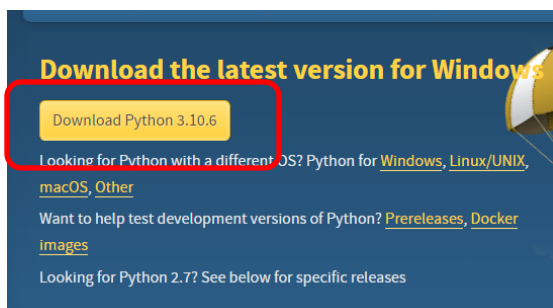 Download the latest version for Windows
Download Python 3.10.6
Looking for Python with a different OS? Python for Windows, Linux/UNIX,
macOS, Other
Want to help test development versions of Python? Prereleases, Docker
images
Looking for Python 2.7? See below for specific releases